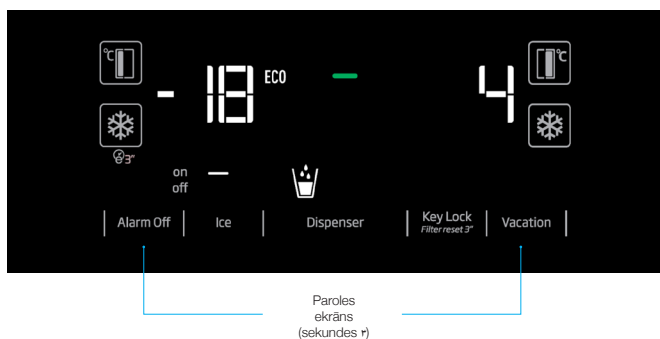 °C
- 18 ECO
4
°C
3"
on
off
Alarm Off
Ice
Dispenser
Key Lock
Filter reset 3"
Vacation
Paroles
ekrāns
(sekundes ۳)